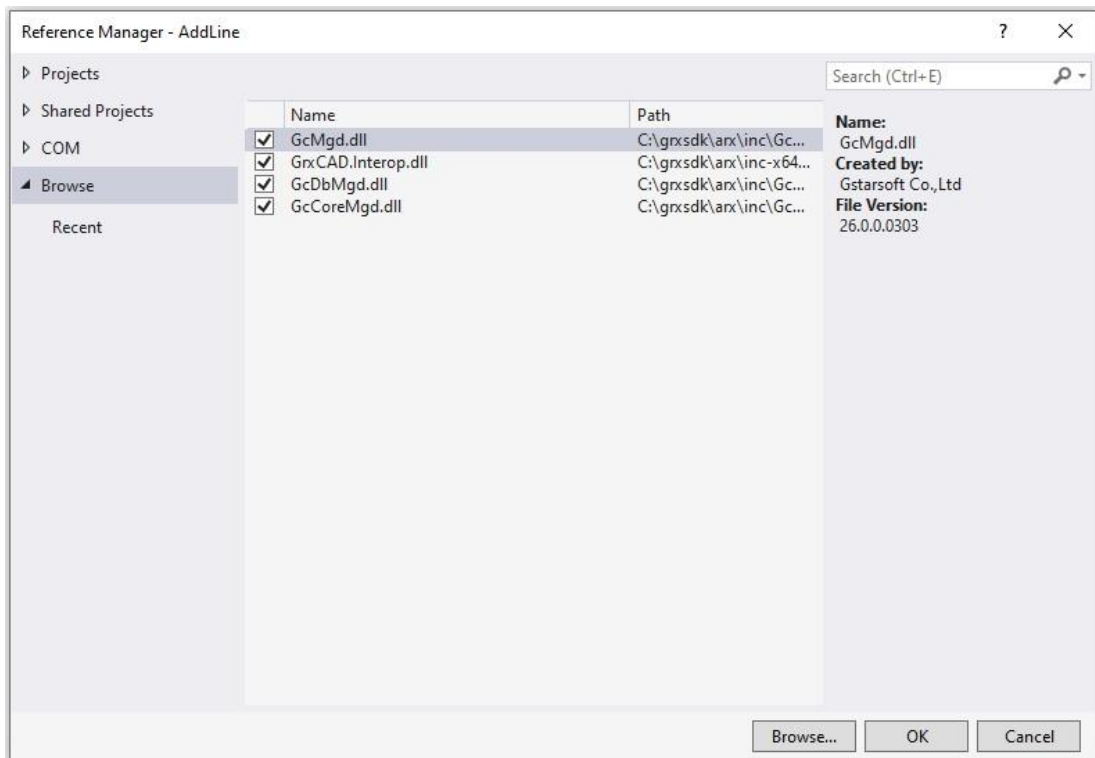 Reference Manager - AddLine
?
Projects
Shared Projects
COM
Browse
Recent
Name Path
GcMgd.dll C:\grxsdk\arx\inc\Gc...
GrxCAD.Interop.dll C:\grxsdk\arx\inc-x64...
GcDbMgd.dll C:\grxsdk\arx\inc\Gc...
GcCoreMgd.dll C:\grxsdk\arx\inc\Gc...
Search (Ctrl+E)
Name:
GcMgd.dll
Created by:
Gstarsoft Co.,Ltd
File Version:
26.0.0.0303
Browse... OK Cancel